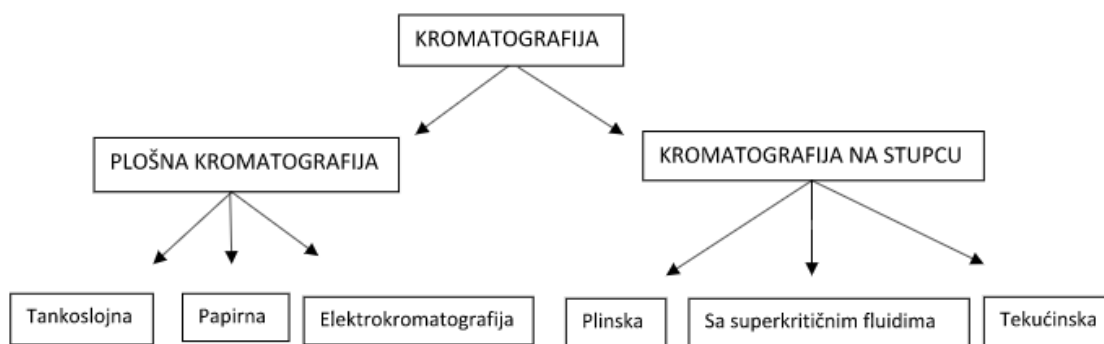 KROMATOGRAFIJA
PLOŠNA KROMATOGRAFIJA
KROMATOGRAFIJA NA STUPCU
Tankoslojna
Papirna
Elektrokromatografija
Plinska
Sa superkritičnim fluidima
Tekućinska